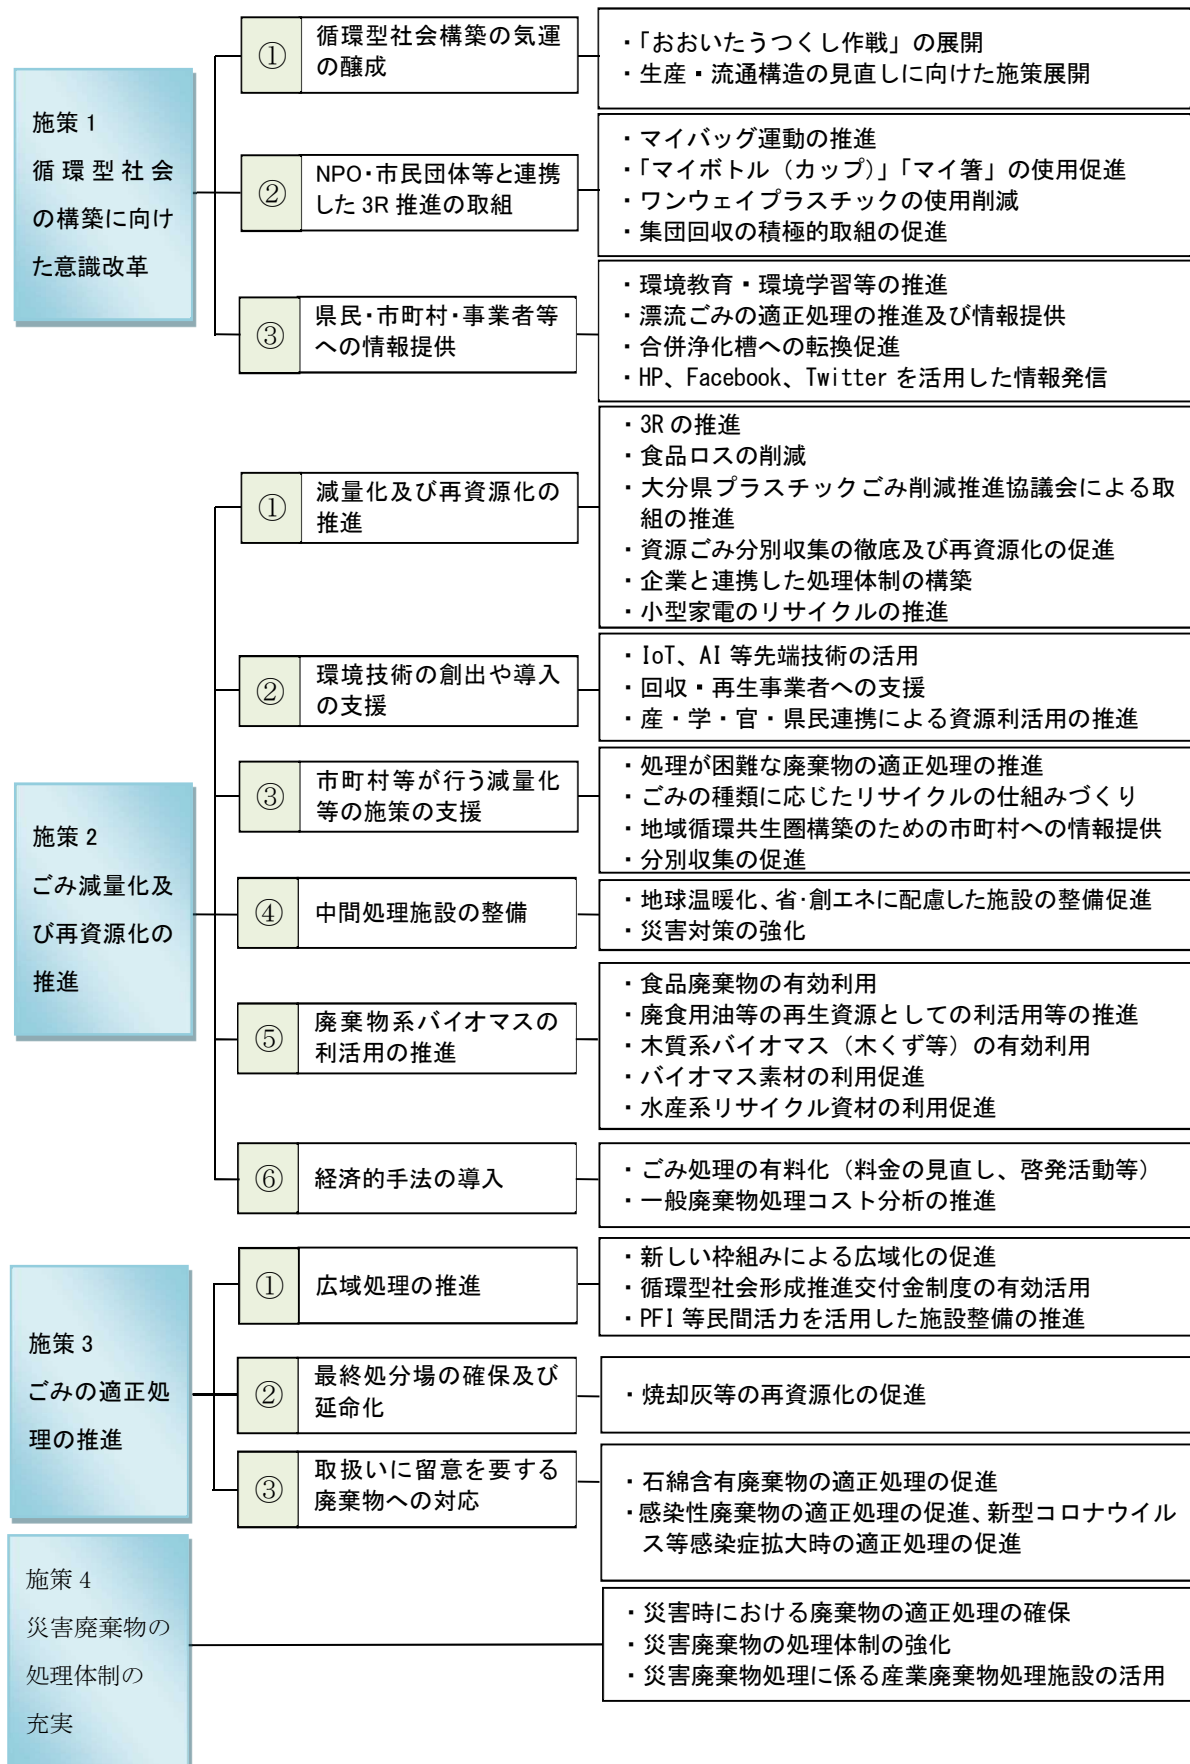 施策 1
循環型社会
の構築に向け
た意識改革
①
循環型社会構築の気運
の醸成
・「おおいたうつくし作戦」の展開
・生産・流通構造の見直しに向けた施策展開
②
NPO・市民団体等と連携
した 3R 推進の取組
・マイバッグ運動の推進
・「マイボトル（カップ）」「マイ箸」の使用促進
・ワンウェイプラスチックの使用削減
・集団回収の積極的取組の促進
③
県民・市町村・事業者等
への情報提供
・環境教育・環境学習等の推進
・漂流ごみの適正処理の推進及び情報提供
・合併浄化槽への転換促進
・HP、Facebook、Twitter を活用した情報発信
施策 2
ごみ減量化及
び再資源化の
推進
①
減量化及び再資源化の
推進
・3R の推進
・食品ロスの削減
・大分県プラスチックごみ削減推進協議会による取
組の推進
・資源ごみ分別収集の徹底及び再資源化の促進
・企業と連携した処理体制の構築
・小型家電のリサイクルの推進
②
環境技術の創出や導入
の支援
・IoT、AI 等先端技術の活用
・回収・再生事業者への支援
・産・学・官・県民連携による資源利活用の推進
③
市町村等が行う減量化
等の施策の支援
・処理が困難な廃棄物の適正処理の推進
・ごみの種類に応じたリサイクルの仕組みづくり
・地域循環共生圏構築のための市町村への情報提供
・分別収集の促進
④
中間処理施設の整備
・地球温暖化、省・創エネに配慮した施設の整備促進
・災害対策の強化
⑤
廃棄物系バイオマスの
利活用の推進
・食品廃棄物の有効利用
・廃食用油等の再生資源としての利活用等の推進
・木質系バイオマス（木くず等）の有効利用
・バイオマス素材の利用促進
・水産系リサイクル資材の利用促進
⑥
経済的手法の導入
・ごみ処理の有料化（料金の見直し、啓発活動等）
・一般廃棄物処理コスト分析の推進
施策 3
ごみの適正処
理の推進
①
広域処理の推進
・新しい枠組みによる広域化の促進
・循環型社会形成推進交付金制度の有効活用
・PFI 等民間活力を活用した施設整備の推進
②
最終処分場の確保及び
延命化
・焼却灰等の再資源化の促進
③
取扱いに留意を要する
廃棄物への対応
・石綿含有廃棄物の適正処理の促進
・感染性廃棄物の適正処理の促進、新型コロナウイル
ス等感染症拡大時の適正処理の促進
施策 4
災害廃棄物の
処理体制の
充実
・災害時における廃棄物の適正処理の確保
・災害廃棄物の処理体制の強化
・災害廃棄物処理に係る産業廃棄物処理施設の活用